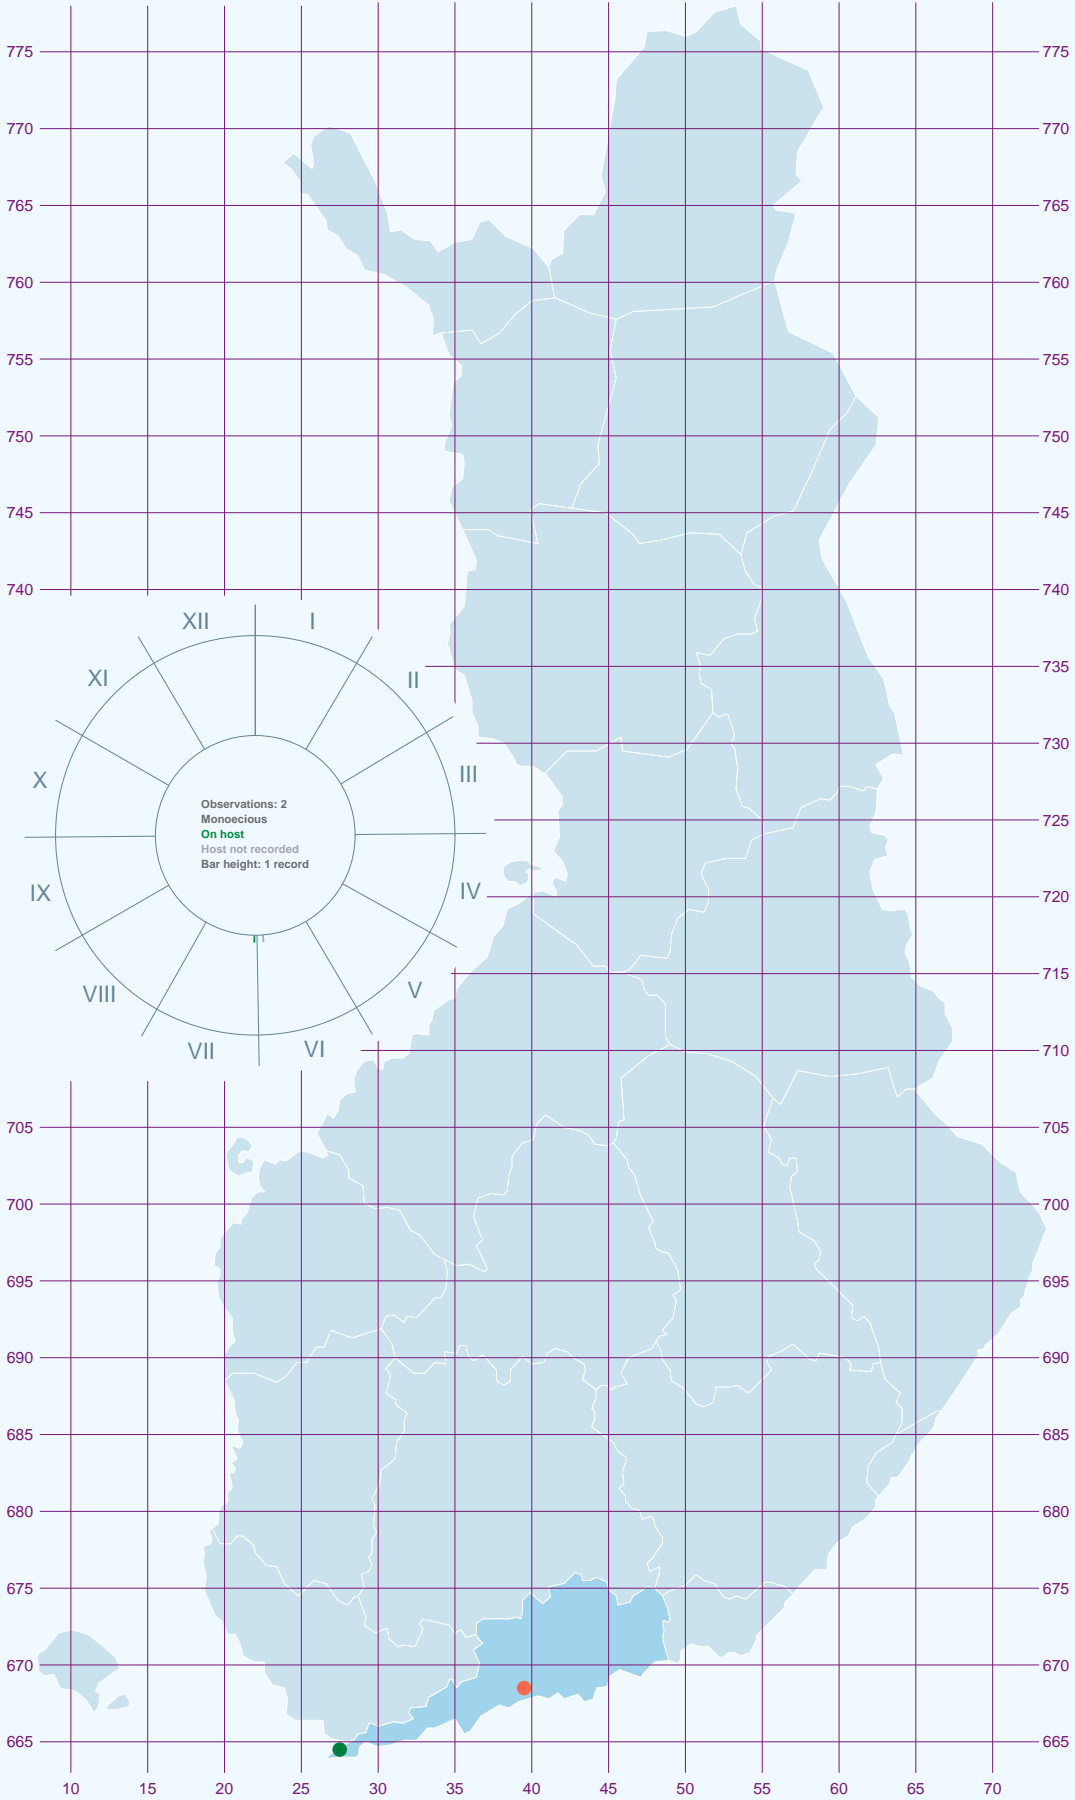 775 775
770 770
765 765
760 760
755 755
750 750
745 745
740 740
XII I
XI II
735
730
X III
Observations: 2
Monoecious
On host
Host not recorded
Bar height: 1 record
725
IX IV
720
VIII V
715
VII VI
710
705 705
700 700
695 695
690 690
685 685
680 680
675 675
670 670
665 665
10 15 20 25 30 35 40 45 50 55 60 65 70